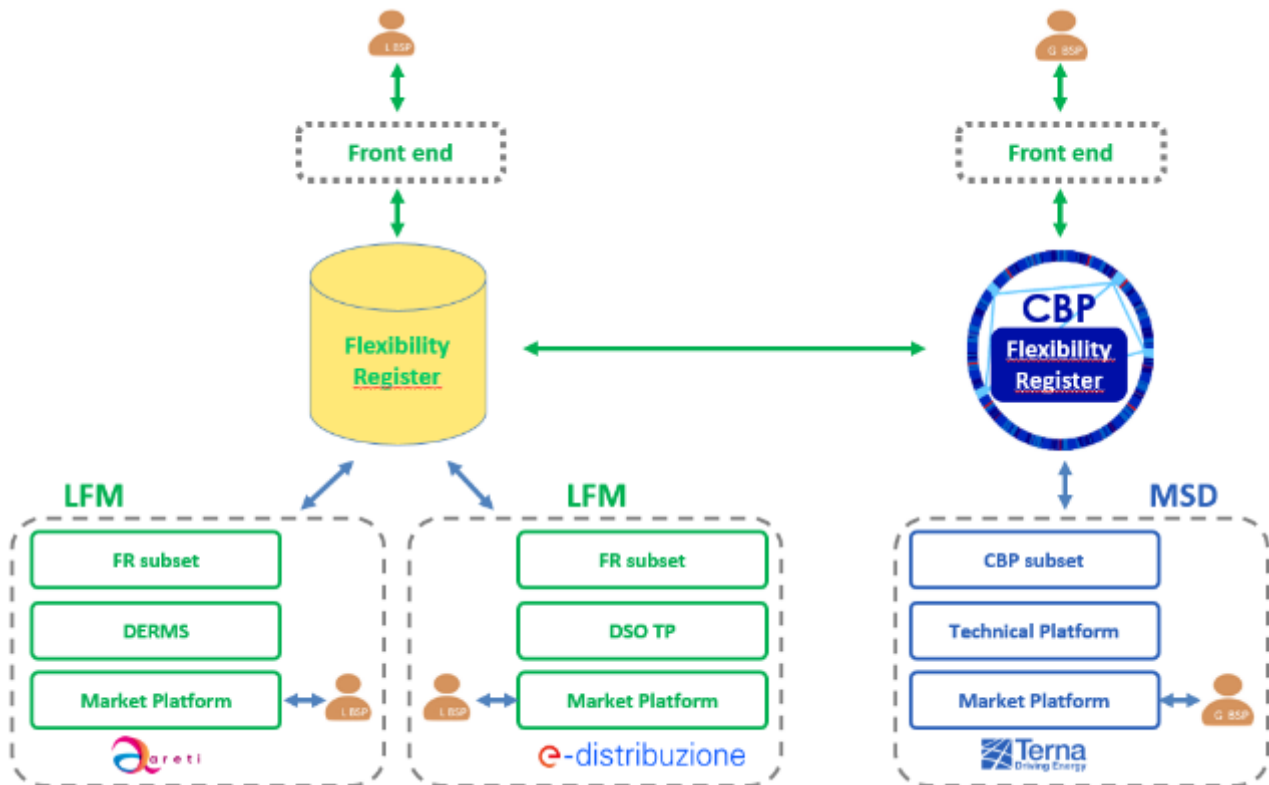 L BSP
G BSP
Front end
Front end
Flexibility
Register
CBP
Flexibility
Register
LFM
LFM
MSD
FR subset
DERMS
Market Platform
L BSP
areti
FR subset
DSO TP
Market Platform
L BSP
e-distribuzione
CBP subset
Technical Platform
Market Platform
G BSP
Terna
Driving Energy